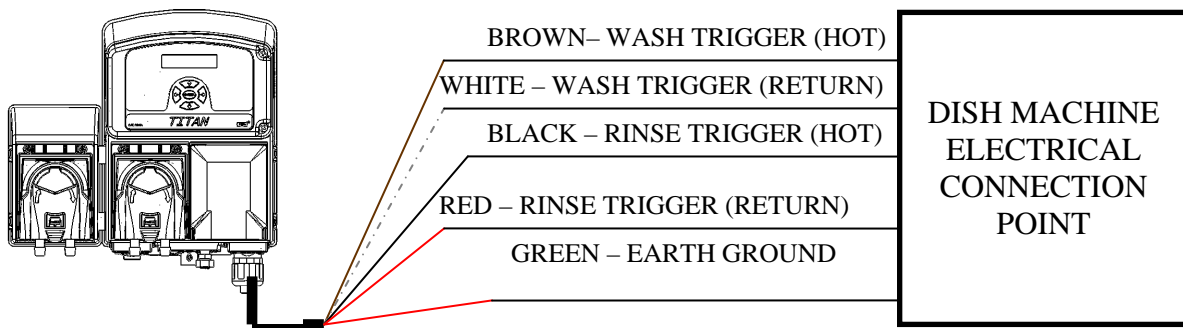 BROWN– WASH TRIGGER (HOT)
WHITE – WASH TRIGGER (RETURN)
BLACK – RINSE TRIGGER (HOT)
RED – RINSE TRIGGER (RETURN)
GREEN – EARTH GROUND
DISH MACHINE
ELECTRICAL
CONNECTION
POINT
TITAN